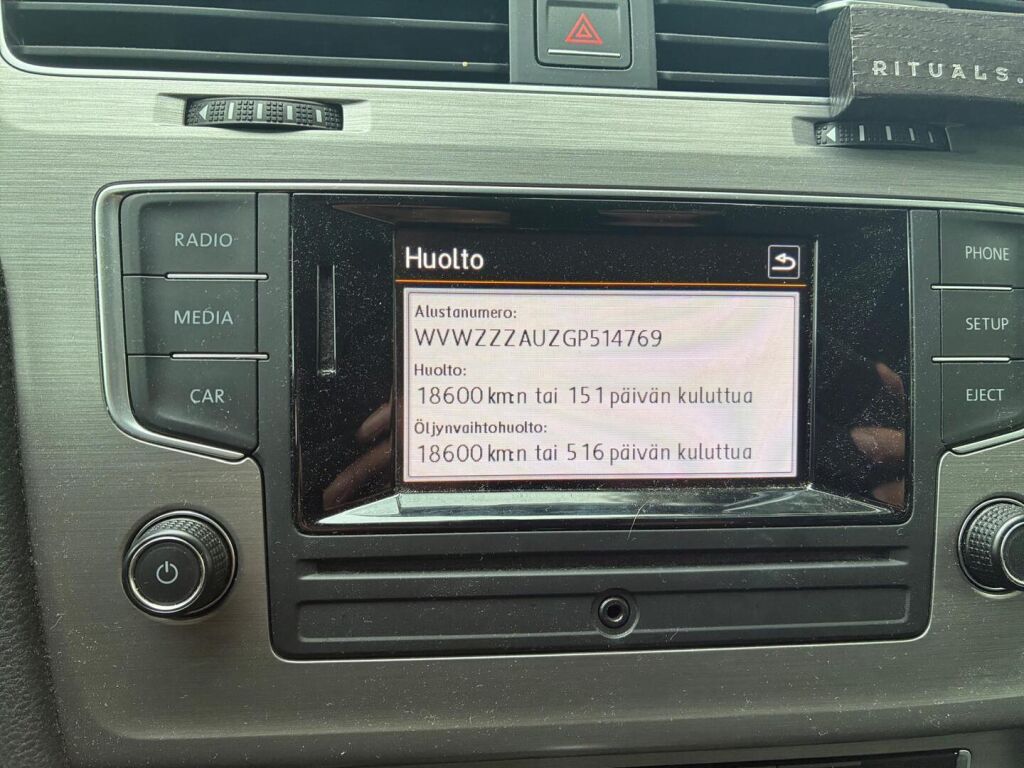 RITUALS.
RADIO
MEDIA
CAR
Huolto
Alustanumero:
WVWZZZAUZGP514769
Huolto:
18600 km:n tai 151 päivän kuluttua
Öljynvaihtohuolto:
18600 km:n tai 516 päivän kuluttua
PHONE
SETUP
EJECT